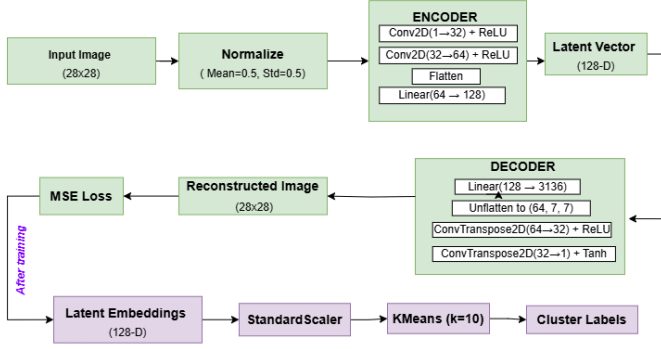 Input Image
(28x28)
Normalize
( Mean=0.5, Std=0.5)
ENCODER
Conv2D(1→32) + ReLU
Conv2D(32→64) + ReLU
Flatten
Linear(64 → 128)
Latent Vector
(128-D)
DECODER
Linear(128 → 3136)
Unflatten to (64, 7, 7)
ConvTranspose2D(64→32) + ReLU
ConvTranspose2D(32→1) + Tanh
Reconstructed Image
(28x28)
MSE Loss
After training
Latent Embeddings
(128-D)
StandardScaler
KMeans (k=10)
Cluster Labels